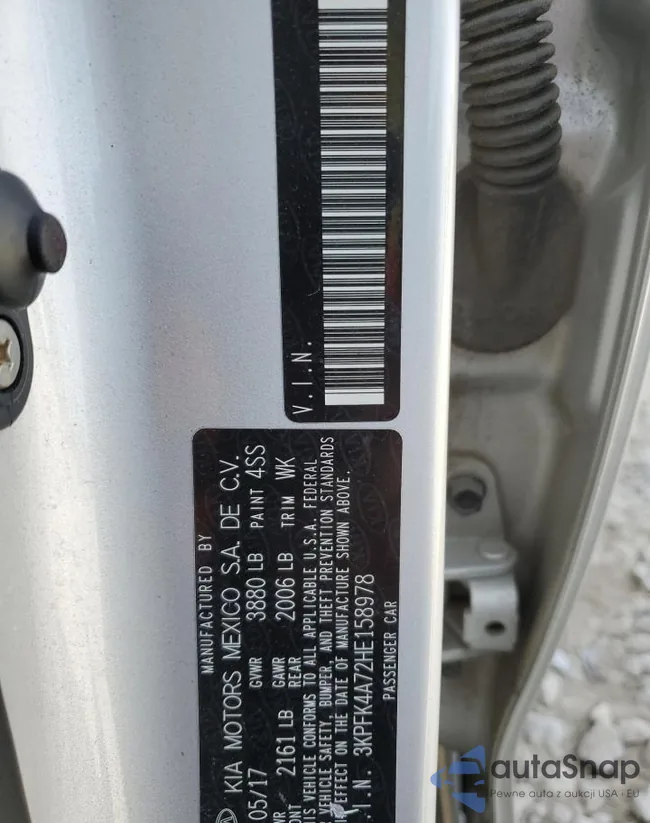 V.I.N.
MANUFACTURED BY
KIA MOTORS MEXICO S.A. DE C.V.
05/17 GVWR 3880 LB PAINT 4SS
GAWR
2161 LB REAR 2006 LB TRIM WK
VEHICLE CONFORMS TO ALL APPLICABLE U.S.A. FEDERAL
VEHICLE SAFETY, BUMPER, AND THEFT PREVENTION STANDARDS
EFFECT ON THE DATE OF MANUFACTURE SHOWN ABOVE.
.I.N. 3KPFK4A72HE158978
PASSENGER CAR
autaSnap
Pewne auta z aukcji USA i EU